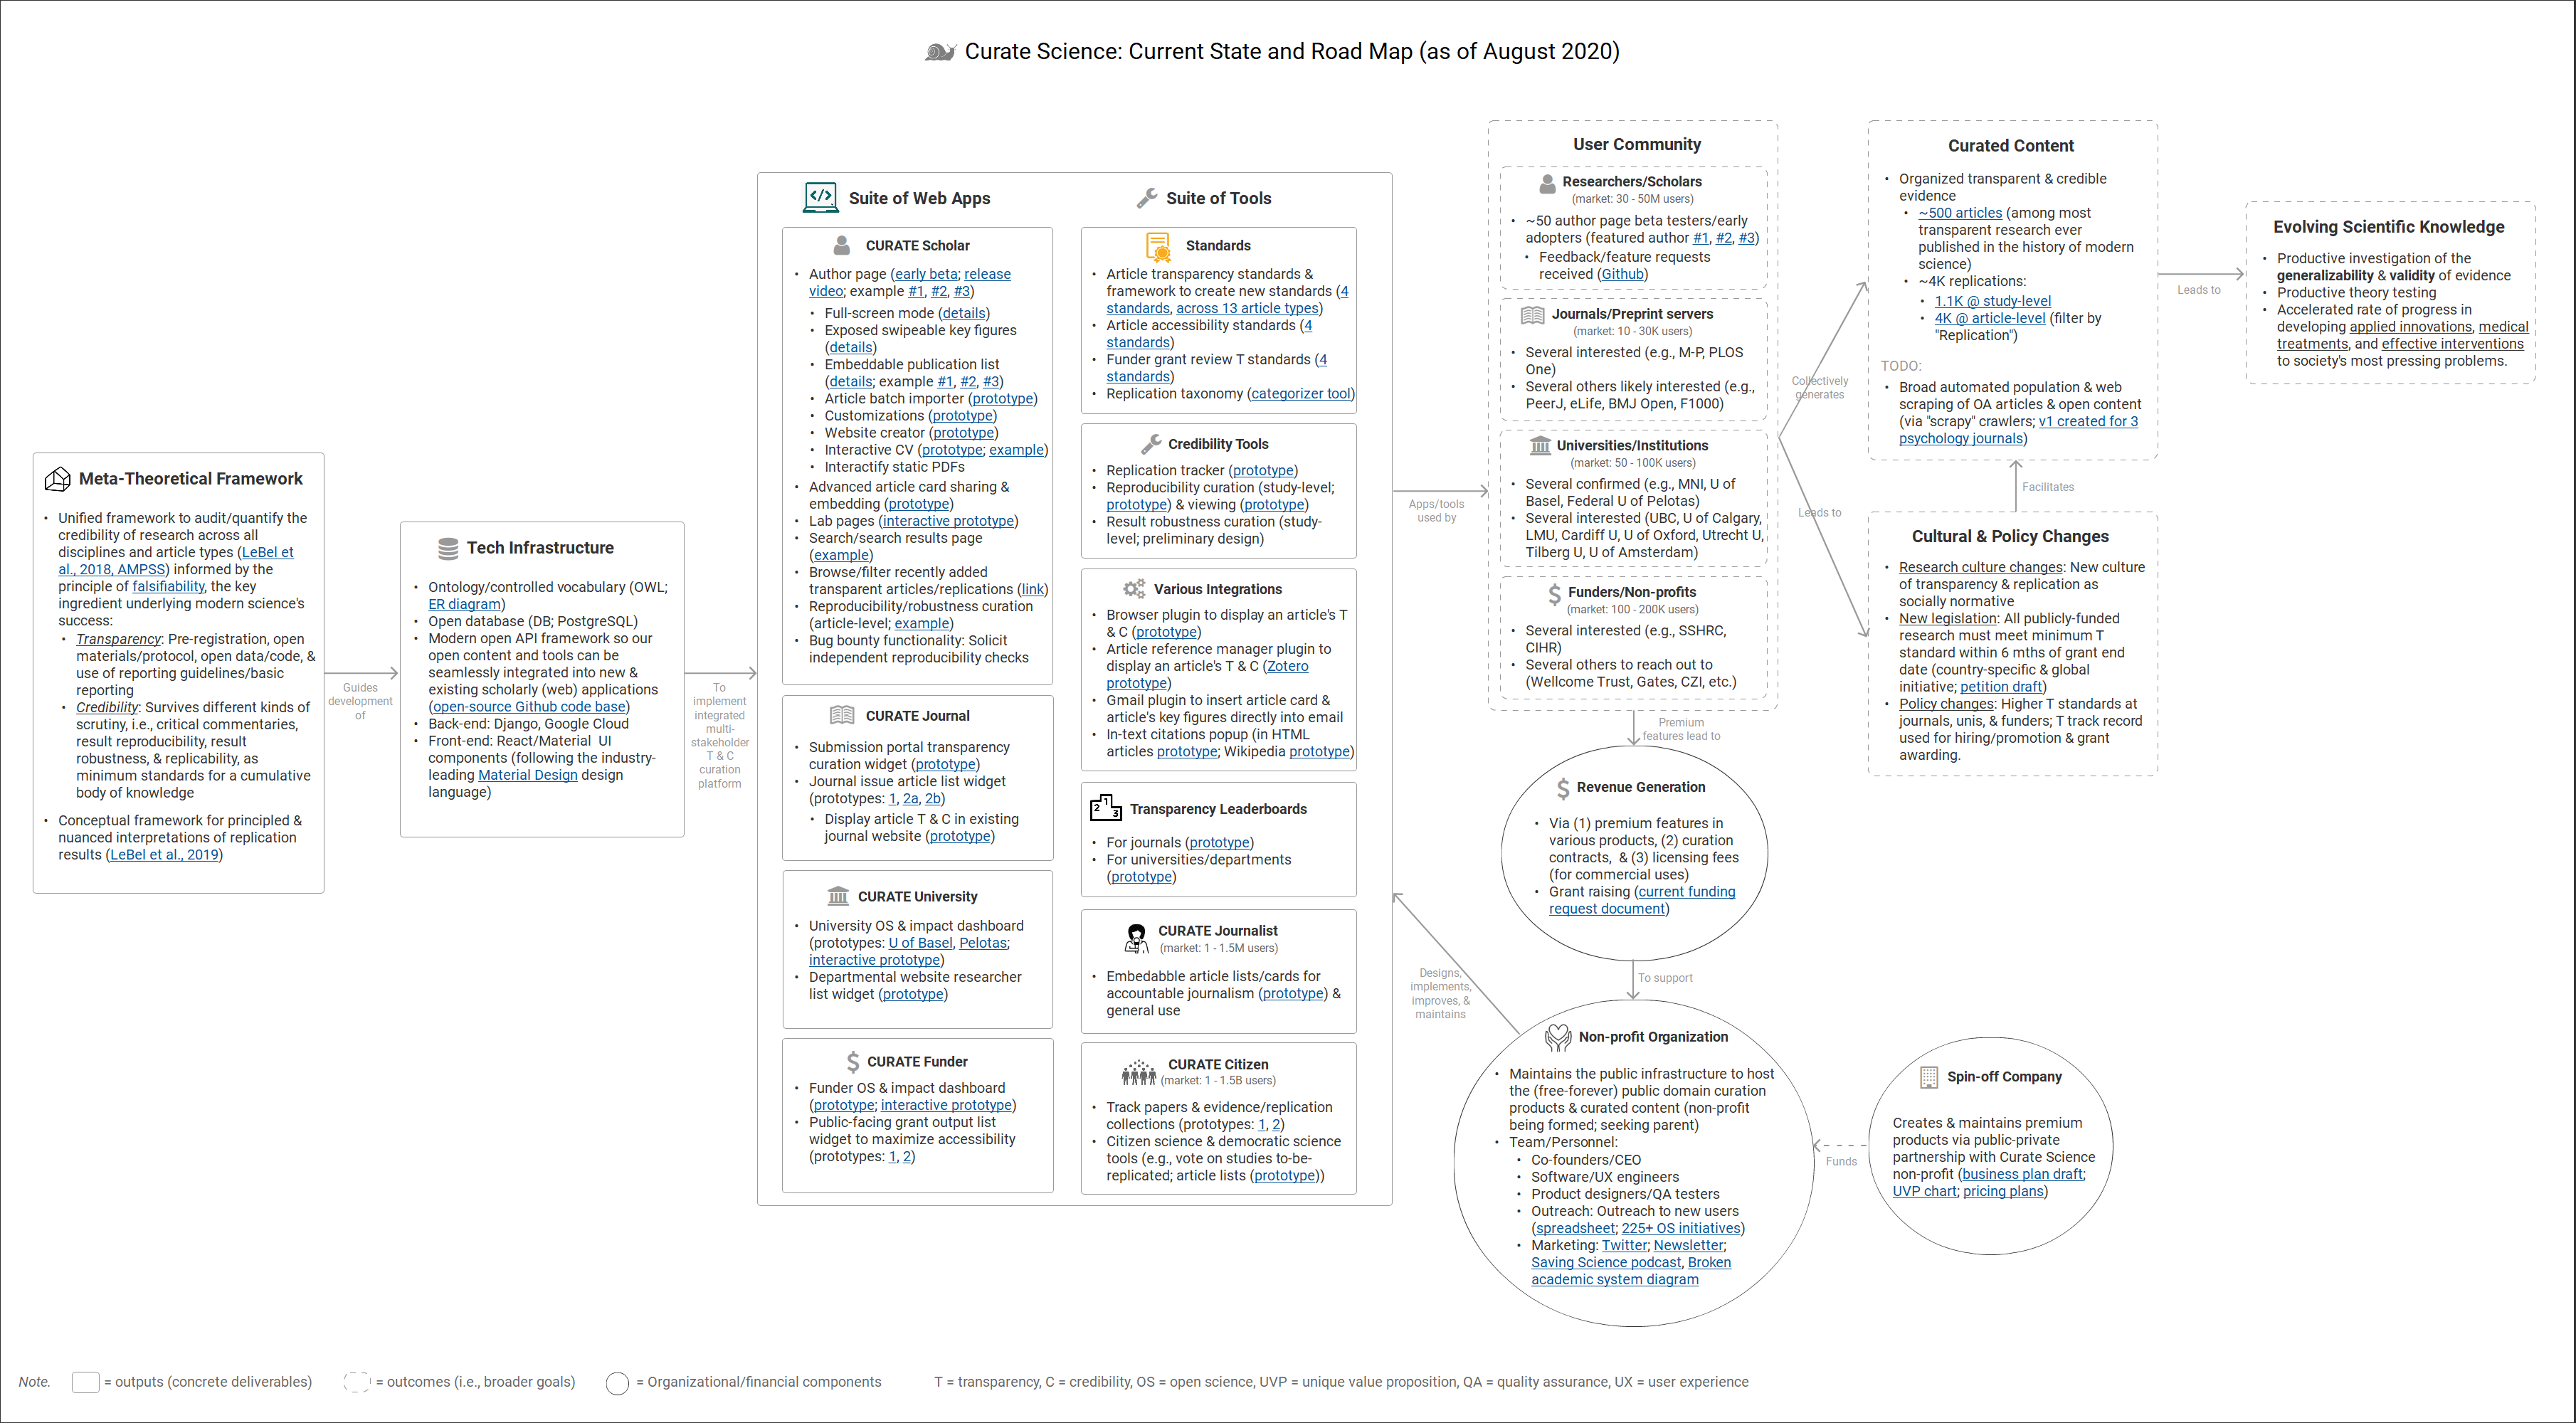 Curate Science: Current State and Road Map (as of August 2020)
Meta-Theoretical Framework
• Unified framework to audit/quantify the
credibility of research across all
disciplines and article types (LeBel et
al., 2018, AMPSS) informed by the
principle of falsifiability, the key
ingredient underlying modern science's
success:
• Transparency: Pre-registration, open
materials/protocol, open data/code, &
use of reporting guidelines/basic
reporting
• Credibility: Survives different kinds of
scrutiny, i.e., critical commentaries,
result reproducibility, result
robustness, & replicability, as
minimum standards for a cumulative
body of knowledge
• Conceptual framework for principled &
nuanced interpretations of replication
results (LeBel et al., 2019)
Guides
development
of
Tech Infrastructure
• Ontology/controlled vocabulary (OWL;
ER diagram)
• Open database (DB; PostgreSQL)
• Modern open API framework so our
open content and tools can be
seamlessly integrated into new &
existing scholarly (web) applications
(open-source Github code base)
• Back-end: Django, Google Cloud
• Front-end: React/Material UI
components (following the industry-
leading Material Design design
language)
To
implement
integrated
multi-
stakeholder
T & C
curation
platform
Suite of Web Apps
CURATE Scholar
• Author page (early beta; release
video; example #1, #2, #3)
• Full-screen mode (details)
• Exposed swipeable key figures
(details)
• Embeddable publication list
(details; example #1, #2, #3)
• Article batch importer (prototype)
• Customizations (prototype)
• Website creator (prototype)
• Interactive CV (prototype; example)
• Interactify static PDFs
• Advanced article card sharing &
embedding (prototype)
• Lab pages (interactive prototype)
• Search/search results page
(example)
• Browse/filter recently added
transparent articles/replications (link)
• Reproducibility/robustness curation
(article-level; example)
• Bug bounty functionality: Solicit
independent reproducibility checks
CURATE Journal
• Submission portal transparency
curation widget (prototype)
• Journal issue article list widget
(prototypes: 1, 2a, 2b)
• Display article T & C in existing
journal website (prototype)
CURATE University
• University OS & impact dashboard
(prototypes: U of Basel, Pelotas;
interactive prototype)
• Departmental website researcher
list widget (prototype)
CURATE Funder
• Funder OS & impact dashboard
(prototype; interactive prototype)
• Public-facing grant output list
widget to maximize accessibility
(prototypes: 1, 2)
Suite of Tools
Standards
• Article transparency standards &
framework to create new standards (4
standards, across 13 article types)
• Article accessibility standards (4
standards)
• Funder grant review T standards (4
standards)
• Replication taxonomy (categorizer tool)
Credibility Tools
• Replication tracker (prototype)
• Reproducibility curation (study-level;
prototype) & viewing (prototype)
• Result robustness curation (study-
level; preliminary design)
Various Integrations
• Browser plugin to display an article's T
& C (prototype)
• Article reference manager plugin to
display an article's T & C (Zotero
prototype)
• Gmail plugin to insert article card &
article's key figures directly into email
• In-text citations popup (in HTML
articles prototype; Wikipedia prototype)
2 1 3
Transparency Leaderboards
• For journals (prototype)
• For universities/departments
(prototype)
CURATE Journalist
(market: 1 - 1.5M users)
• Embedabble article lists/cards for
accountable journalism (prototype) &
general use
CURATE Citizen
(market: 1 - 1.5B users)
• Track papers & evidence/replication
collections (prototypes: 1, 2)
• Citizen science & democratic science
tools (e.g., vote on studies to-be-
replicated; article lists (prototype))
Apps/tools
used by
User Community
Researchers/Scholars
(market: 30 - 50M users)
• ~50 author page beta testers/early
adopters (featured author #1, #2, #3)
• Feedback/feature requests
received (Github)
Journals/Preprint servers
(market: 10 - 30K users)
• Several interested (e.g., M-P, PLOS
One)
• Several others likely interested (e.g.,
PeerJ, eLife, BMJ Open, F1000)
Universities/Institutions
(market: 50 - 100K users)
• Several confirmed (e.g., MNI, U of
Basel, Federal U of Pelotas)
• Several interested (UBC, U of Calgary,
LMU, Cardiff U, U of Oxford, Utrecht U,
Tilberg U, U of Amsterdam)
Funders/Non-profits
(market: 100 - 200K users)
• Several interested (e.g., SSHRC,
CIHR)
• Several others to reach out to
(Wellcome Trust, Gates, CZI, etc.)
Premium
features lead to
Revenue Generation
• Via (1) premium features in
various products, (2) curation
contracts, & (3) licensing fees
(for commercial uses)
• Grant raising (current funding
request document)
To support
Designs,
implements,
improves, &
maintains
Non-profit Organization
• Maintains the public infrastructure to host
the (free-forever) public domain curation
products & curated content (non-profit
being formed; seeking parent)
• Team/Personnel:
• Co-founders/CEO
• Software/UX engineers
• Product designers/QA testers
• Outreach: Outreach to new users
(spreadsheet; 225+ OS initiatives)
• Marketing: Twitter; Newsletter;
Saving Science podcast, Broken
academic system diagram
Funds
Spin-off Company
Creates & maintains premium
products via public-private
partnership with Curate Science
non-profit (business plan draft;
UVP chart; pricing plans)
Collectively
generates
Leads to
Curated Content
• Organized transparent & credible
evidence
• ~500 articles (among most
transparent research ever
published in the history of modern
science)
• ~4K replications:
• 1.1K @ study-level
• 4K @ article-level (filter by
"Replication")
TODO:
• Broad automated population & web
scraping of OA articles & open content
(via "scrapy" crawlers; v1 created for 3
psychology journals)
Facilitates
Cultural & Policy Changes
• Research culture changes: New culture
of transparency & replication as
socially normative
• New legislation: All publicly-funded
research must meet minimum T
standard within 6 mths of grant end
date (country-specific & global
initiative; petition draft)
• Policy changes: Higher T standards at
journals, unis, & funders; T track record
used for hiring/promotion & grant
awarding.
Leads to
Evolving Scientific Knowledge
• Productive investigation of the
generalizability & validity of evidence
• Productive theory testing
• Accelerated rate of progress in
developing applied innovations, medical
treatments, and effective interventions
to society's most pressing problems.
Note. = outputs (concrete deliverables) = outcomes (i.e., broader goals) = Organizational/financial components T = transparency, C = credibility, OS = open science, UVP = unique value proposition, QA = quality assurance, UX = user experience